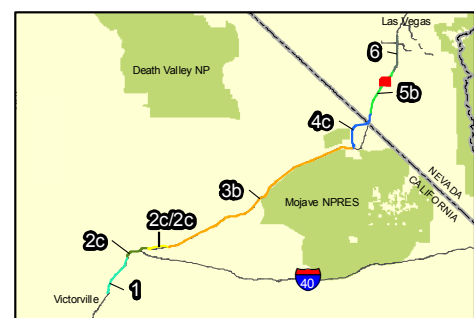 Las Vegas
6
Death Valley NP
5b
4c
NEVADA
CALIFORNIA
3b
Mojave NPRES
2c/2c
2c
40
1
Victorville